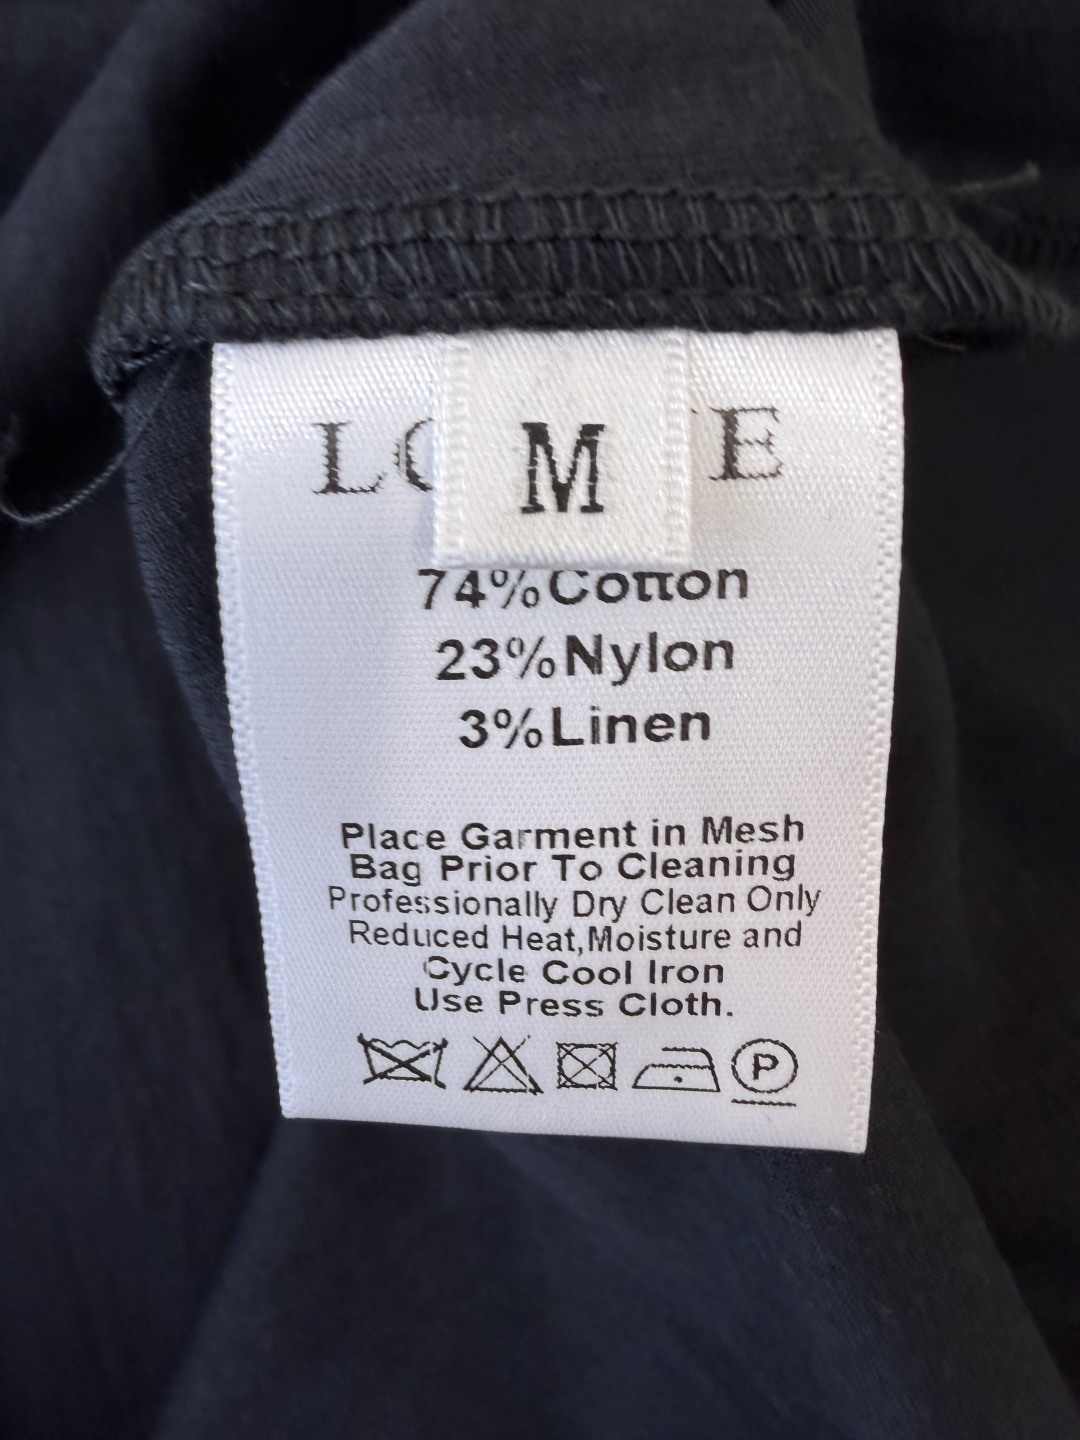 M
74%Cotton
23%Nylon
3%Linen
Place Garment in Mesh
Bag Prior To Cleaning
Professionally Dry Clean Only
Reduced Heat,Moisture and
Cycle Cool Iron
Use Press Cloth.
P